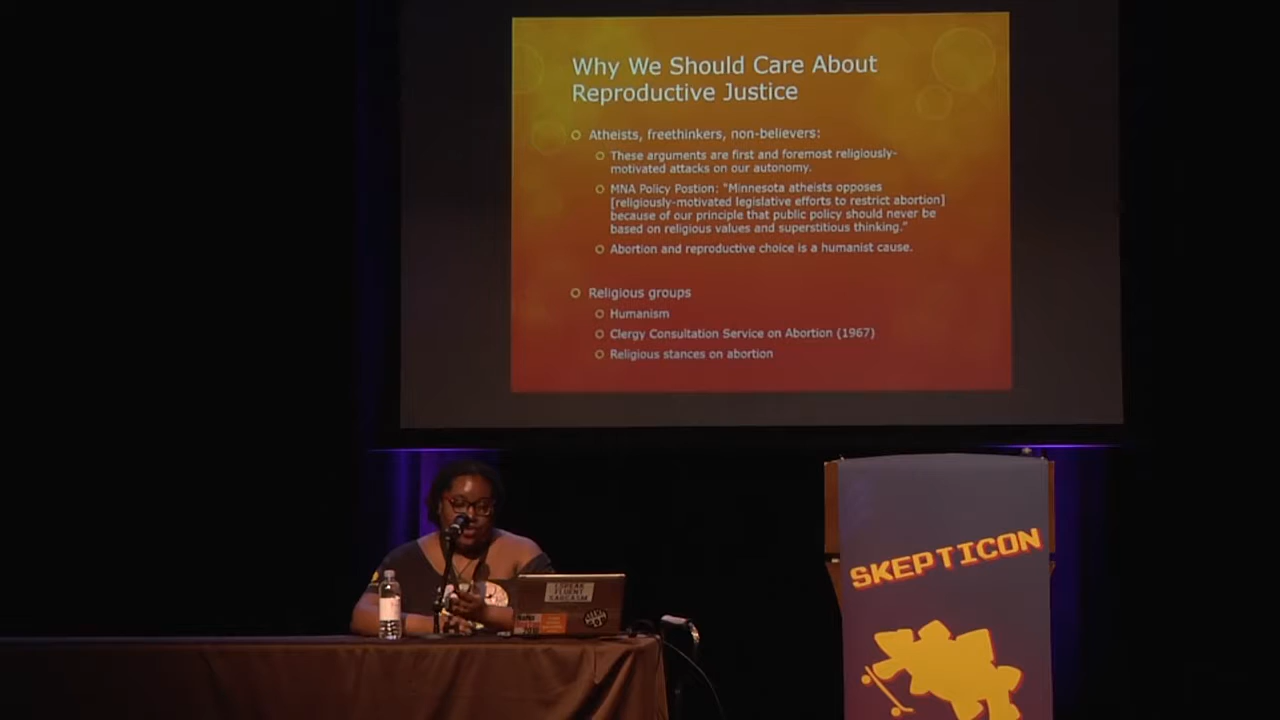 Why We Should Care About
Reproductive Justice
Atheists, freethinkers, non-believers:
These arguments are first and foremost religiously-
motivated attacks on our autonomy.
MNA Policy Postion: "Minnesota atheists opposes
[religiously-motivated legislative efforts to restrict abortion]
because of our principle that public policy should never be
based on religious values and superstitious thinking."
Abortion and reproductive choice is a humanist cause.
Religious groups
Humanism
Clergy Consultation Service on Abortion (1967)
Religious stances on abortion
I SPEAK
FLUENT
SARCASM
SKEPTICON